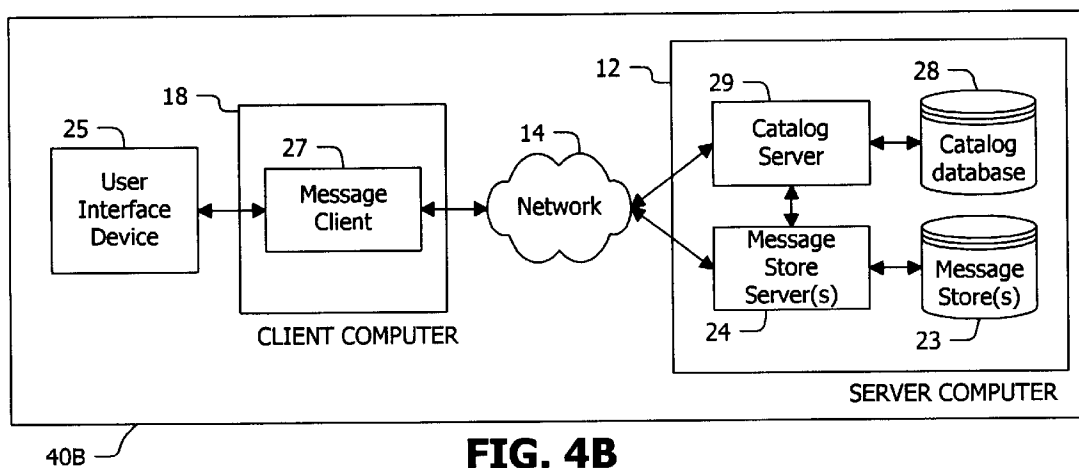 12
28
18
29
25
14
27
Catalog
Server
Catalog
database
User
Interface
Device
Message
Client
Network
Message
Store
Server(s)
Message
Store(s)
24
23
CLIENT COMPUTER
SERVER COMPUTER
40B
FIG. 4B